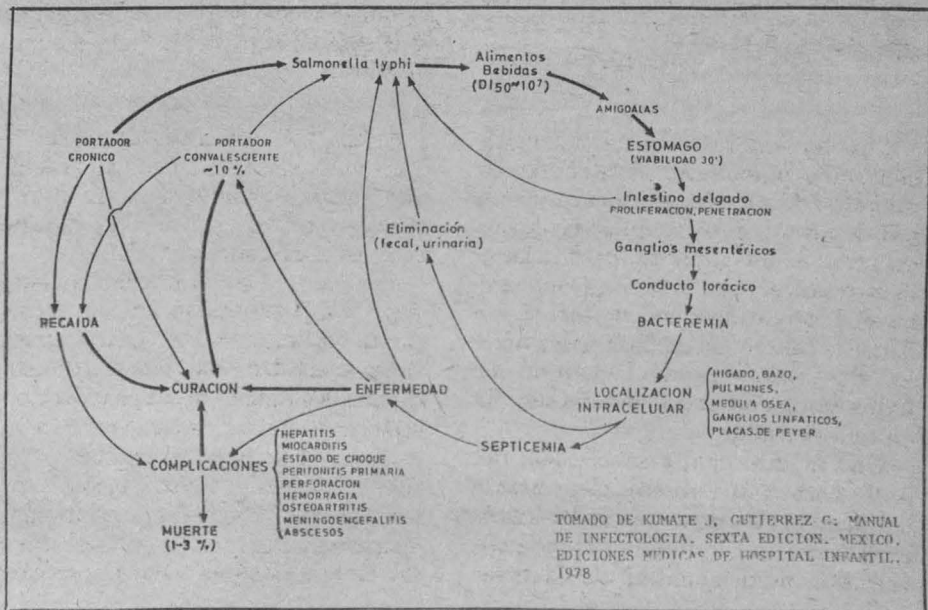 Salmonella typhi
Alimentos
Bebidas
(DI50~10⁷)
AMIGDALAS
PORTADOR
CRONICO
PORTADOR
CONVALESCIENTE
~10 %
ESTOMAGO
(VIABILIDAD 30')
Intestino delgado
PROLIFERACION, PENETRACION
Eliminación
(fecal, urinaria)
Ganglios mesentéricos
Conducto torácico
RECAIDA
BACTEREMIA
CURACION
ENFERMEDAD
LOCALIZACION
INTRACELULAR
HIGADO, BAZO,
PULMONES,
MEDULA OSEA,
GANGLIOS LINFATICOS,
PLACAS DE PEYER
SEPTICEMIA
COMPLICACIONES
HEPATITIS
MIOCARDITIS
ESTADO DE CHOQUE
PERITONITIS PRIMARIA
PERFORACION
HEMORRAGIA
OSTEOARTRITIS
MENINGOENCEFALITIS
ABSCESOS
MUERTE
(1-3 %)
TOMADO DE KUMATE J, GUTIERREZ G: MANUAL
DE INFECTOLOGIA. SEXTA EDICION. MEXICO.
EDICIONES MEDICAS DE HOSPITAL INFANTIL.
1978